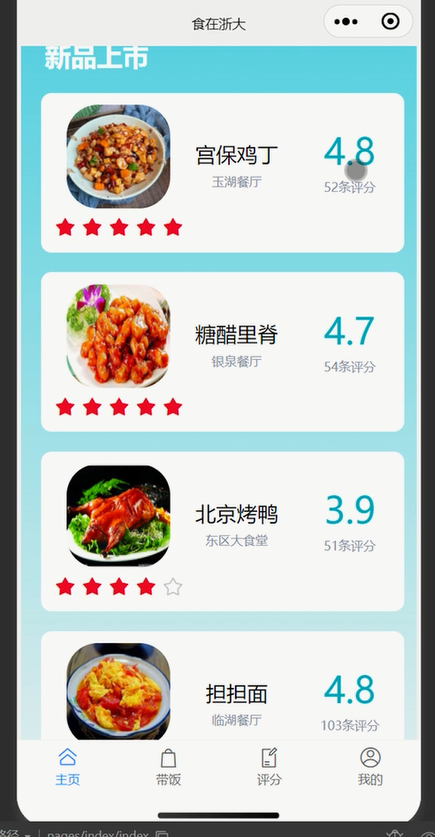 食在浙大
新品上市
宫保鸡丁
玉湖餐厅
4.8
52条评分
糖醋里脊
银泉餐厅
4.7
54条评分
北京烤鸭
东区大食堂
3.9
51条评分
担担面
临湖餐厅
4.8
103条评分
主页
带饭
评分
我的
路径
pages/index/index